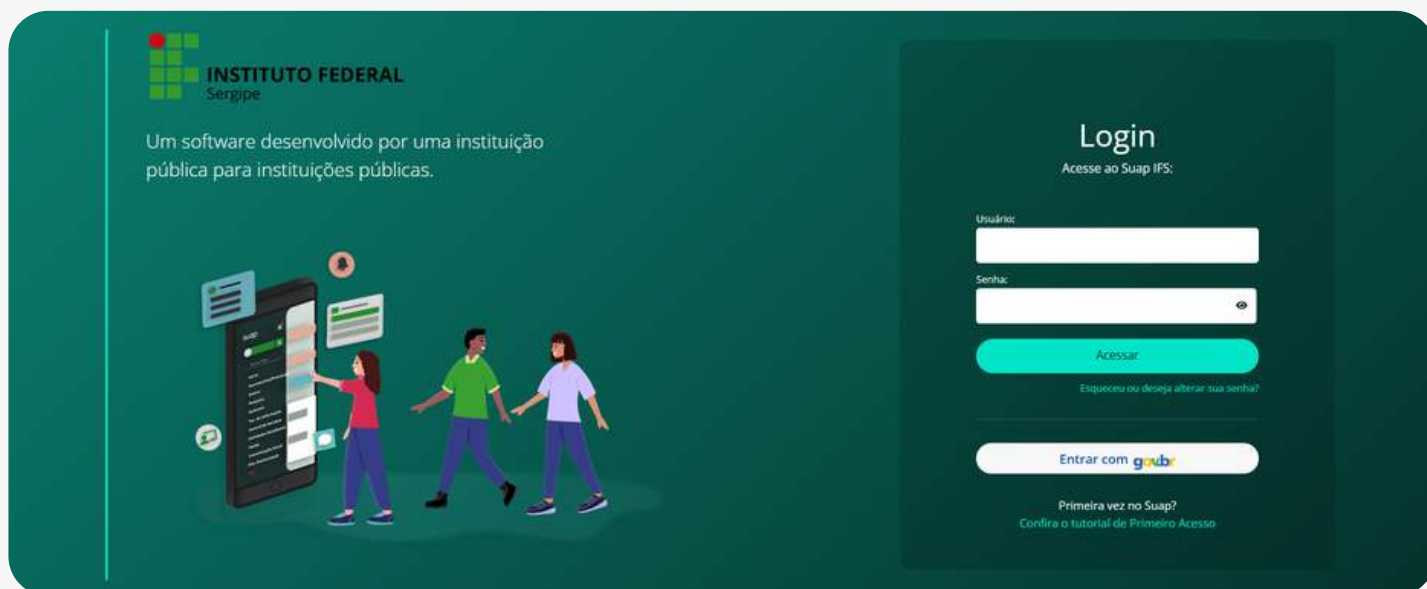 INSTITUTO FEDERAL
Sergipe
Um software desenvolvido por uma instituição
pública para instituições públicas.
suap
Login
Acesse ao Suap IFS:
Usuário:
Senha:
Acessar
Esqueceu ou deseja alterar sua senha?
Entrar com gov.br
Primeira vez no Suap?
Confira o tutorial de Primeiro Acesso